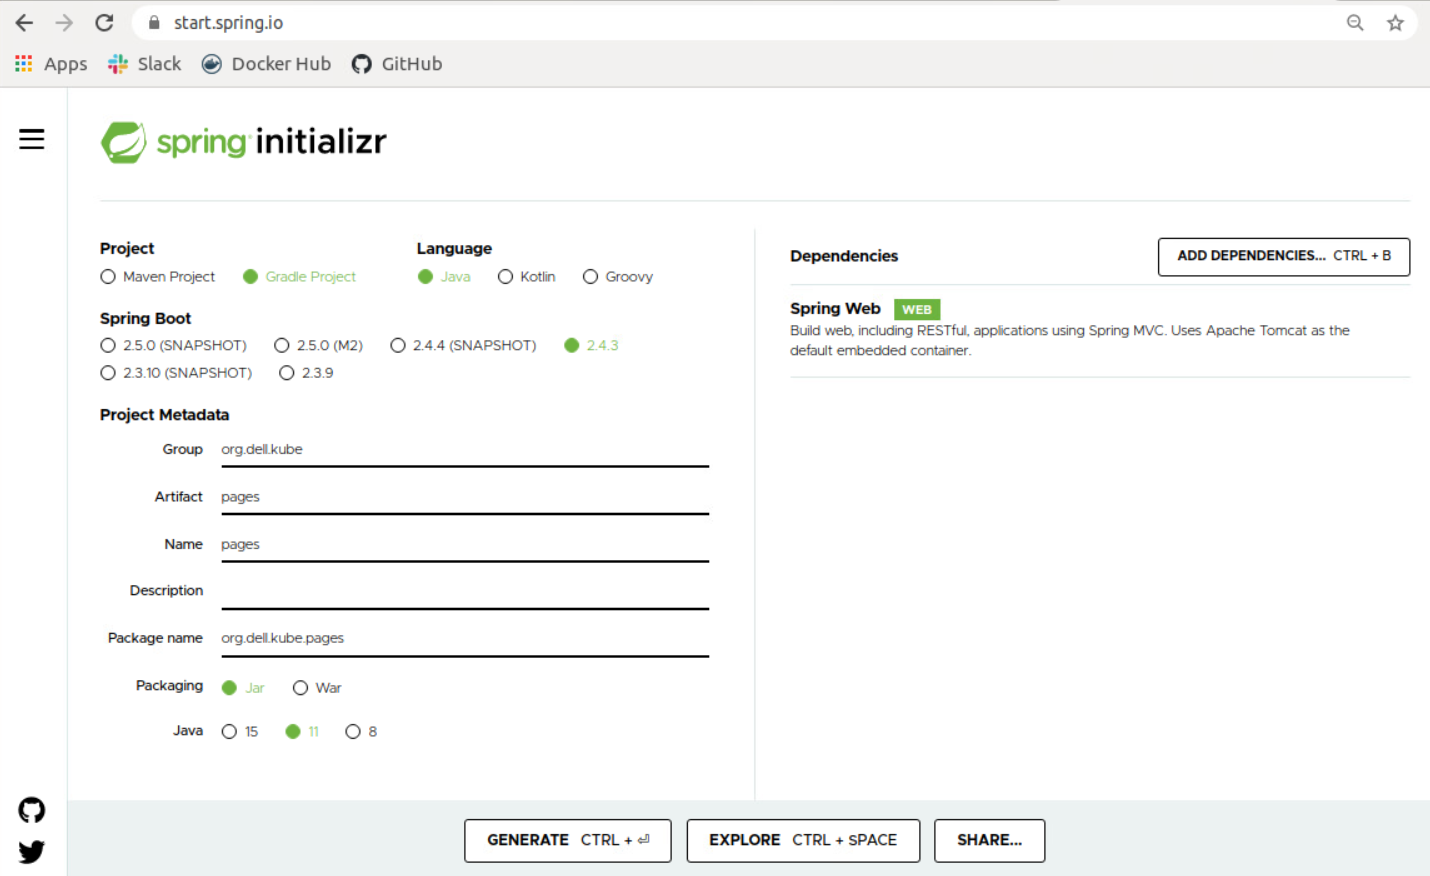 start.spring.io
Apps Slack Docker Hub GitHub
spring initializr
Project
Maven Project Gradle Project
Language
Java Kotlin Groovy
Spring Boot
2.5.0 (SNAPSHOT) 2.5.0 (M2) 2.4.4 (SNAPSHOT) 2.4.3
2.3.10 (SNAPSHOT) 2.3.9
Project Metadata
Group org.dell.kube
Artifact pages
Name pages
Description
Package name org.dell.kube.pages
Packaging Jar War
Java 15 11 8
Dependencies ADD DEPENDENCIES... CTRL + B
Spring Web WEB
Build web, including RESTful, applications using Spring MVC. Uses Apache Tomcat as the
default embedded container.
GENERATE CTRL + ⏎ EXPLORE CTRL + SPACE SHARE...